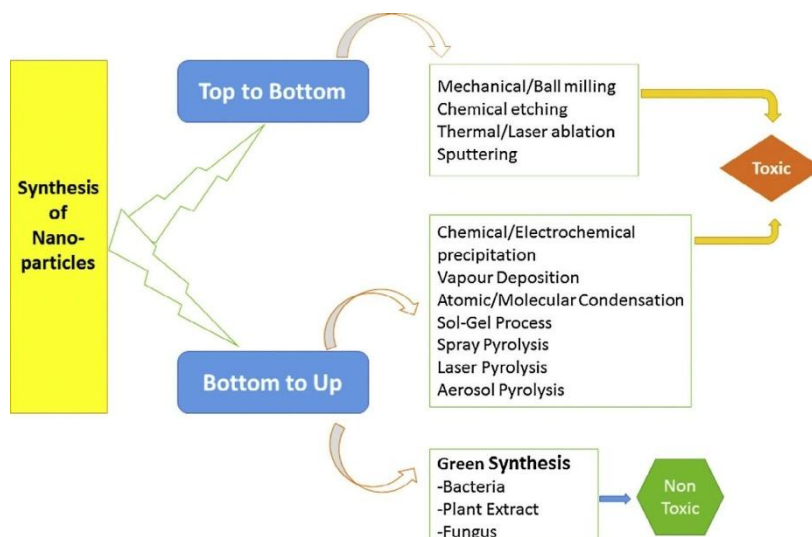 Synthesis
of
Nano-
particles
Top to Bottom
Mechanical/Ball milling
Chemical etching
Thermal/Laser ablation
Sputtering
Toxic
Chemical/Electrochemical
precipitation
Vapour Deposition
Atomic/Molecular Condensation
Sol-Gel Process
Spray Pyrolysis
Laser Pyrolysis
Aerosol Pyrolysis
Bottom to Up
Green Synthesis
-Bacteria
-Plant Extract
-Fungus
Non
Toxic